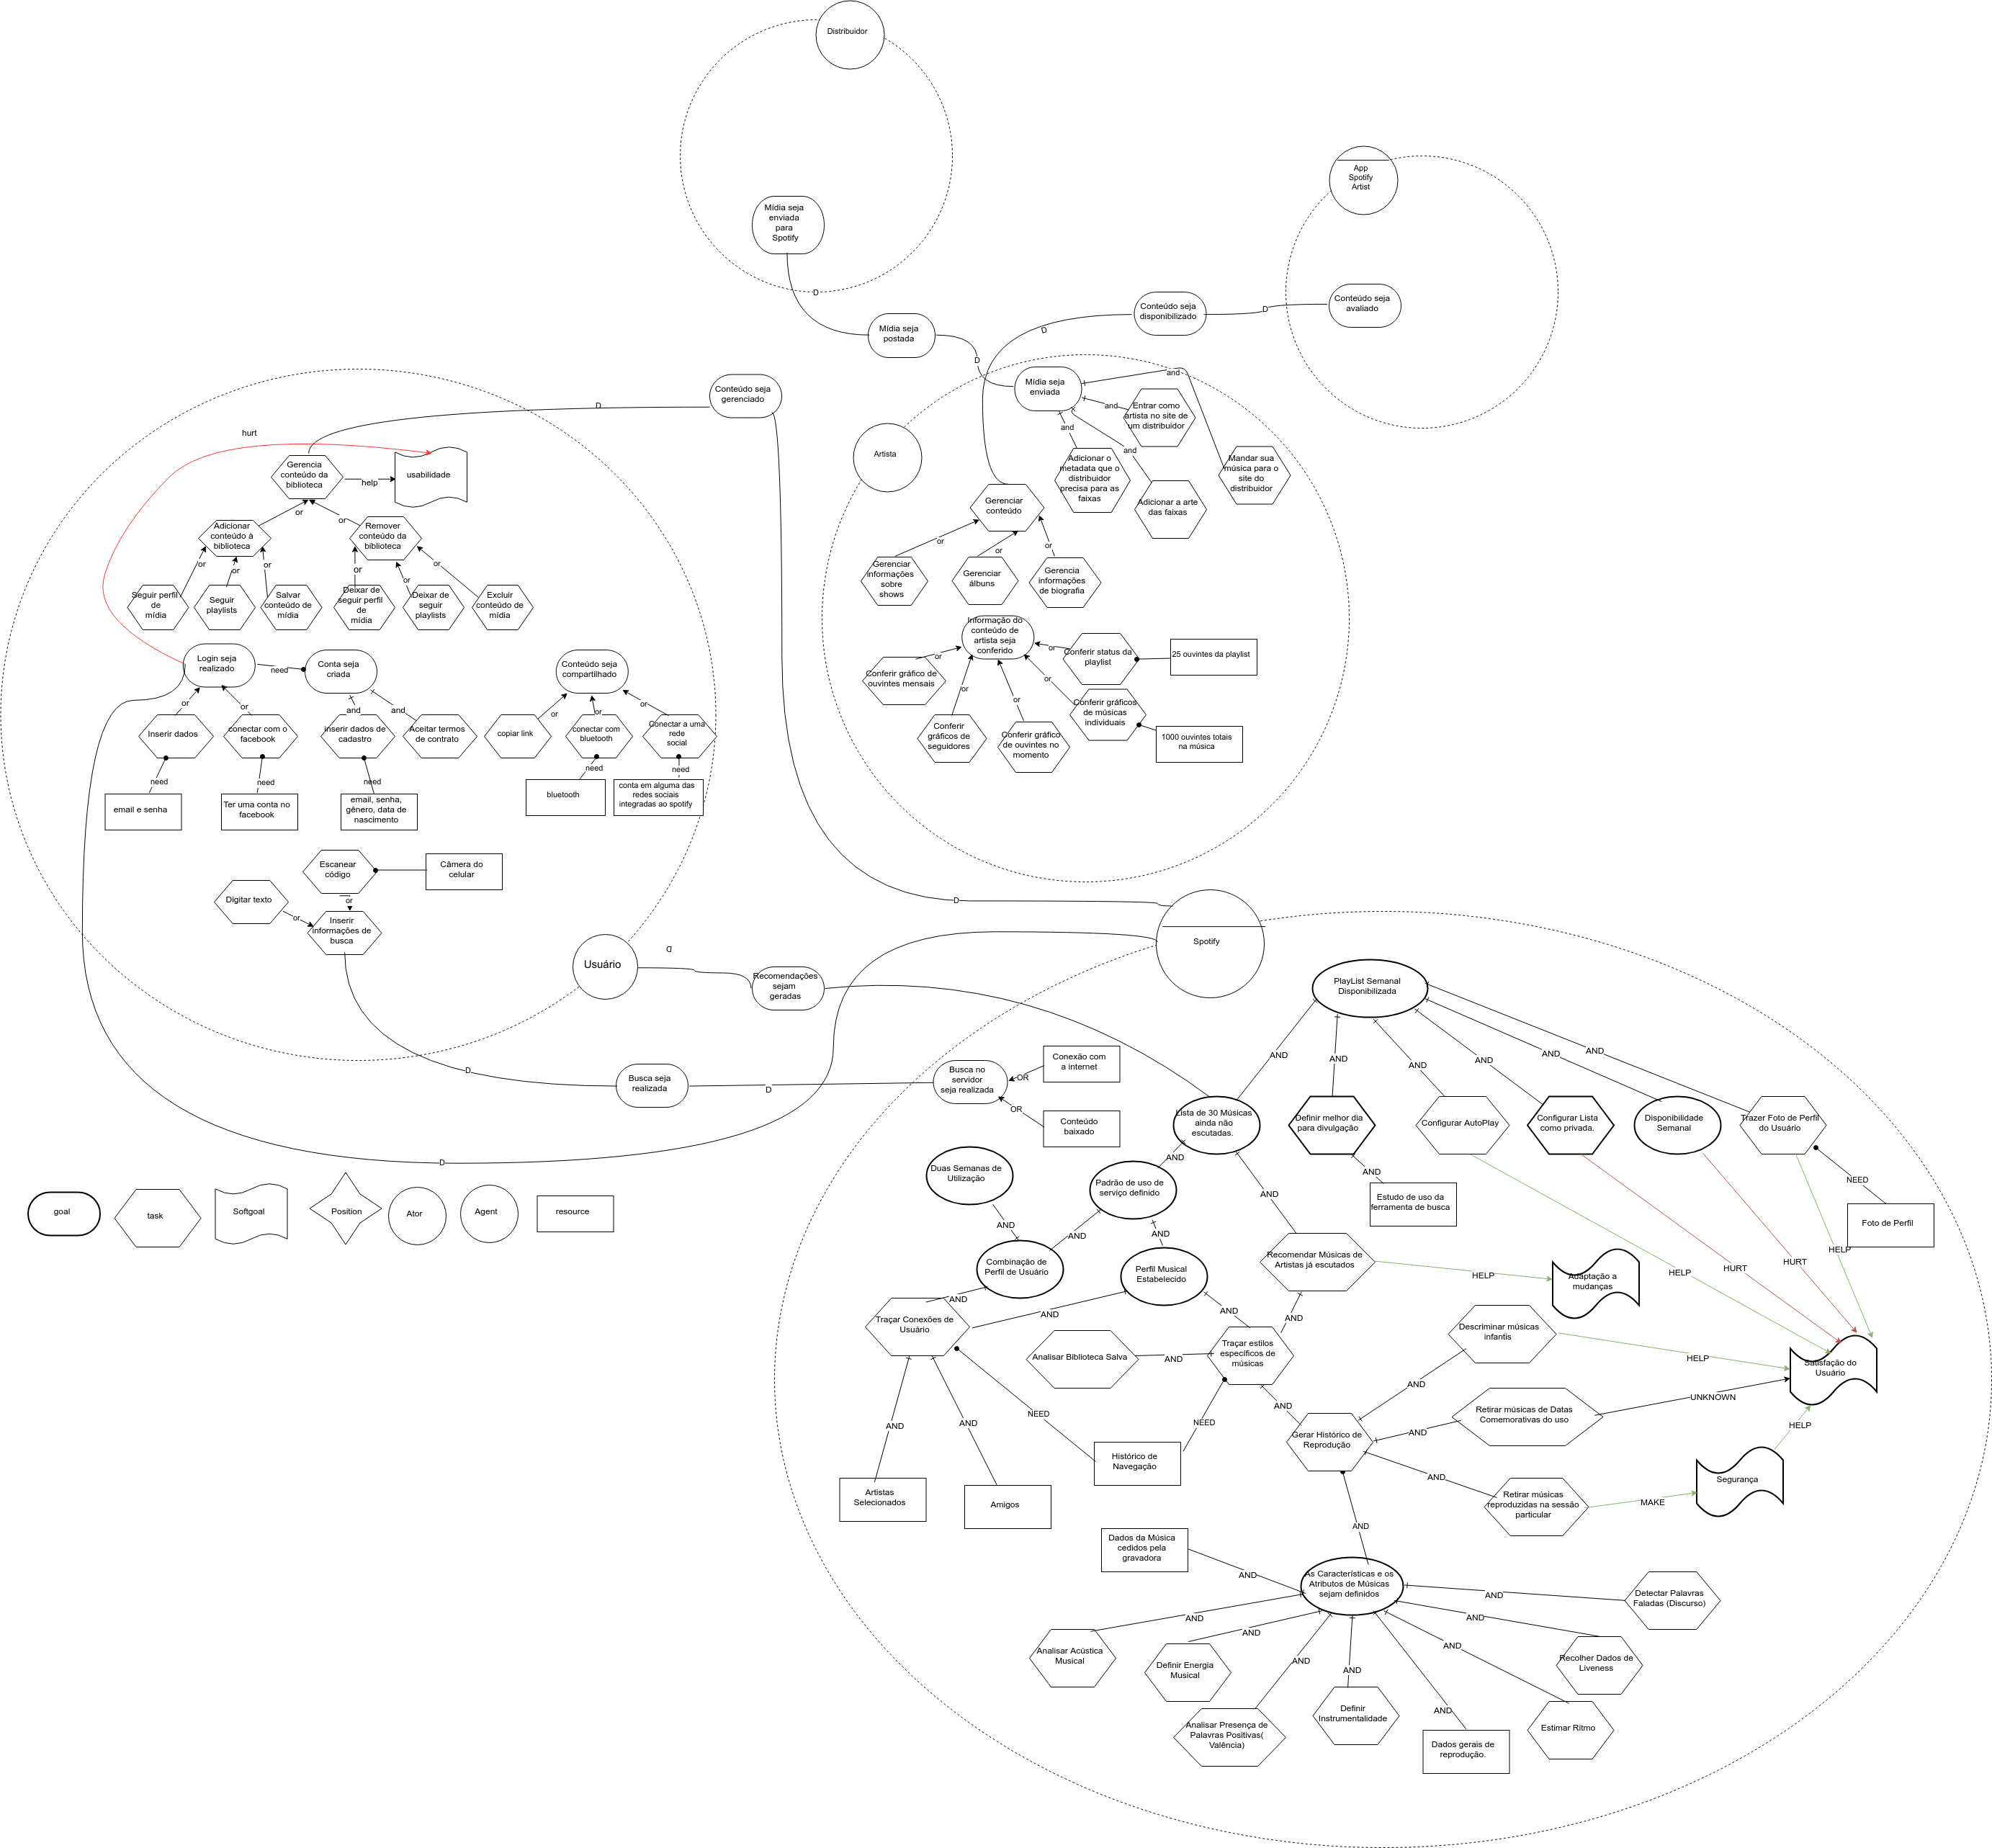 Distribuidor
Mídia seja
enviada
para
Spotify
D
App
Spotify
Artist
Conteúdo seja
avaliado
Conteúdo seja
disponibilizado
D
D
Mídia seja
postada
D
Conteúdo seja
gerenciado
D
hurt
Gerencia
conteúdo da
biblioteca
usabilidade
help
or
or
Adicionar
conteúdo à
biblioteca
Remover
conteúdo da
biblioteca
or
or
or
or
or
or
Seguir perfil
de
mídia
Seguir
playlists
Salvar
conteúdo de
mídia
Deixar de
seguir perfil
de
mídia
Deixar de
seguir
playlists
Excluir
conteúdo de
mídia
Login seja
realizado
need
Conta seja
criada
Conteúdo seja
compartilhado
or
or
and
and
or
or
or
Inserir dados
conectar com o
facebook
inserir dados de
cadastro
Aceitar termos
de contrato
copiar link
conectar com
bluetooth
Conectar a uma
rede
social
need
need
need
need
need
email e senha
Ter uma conta no
facebook
email, senha,
gênero, data de
nascimento
bluetooth
conta em alguma das
redes sociais
integradas ao spotify
Escanear
código
Câmera do
celular
or
Digitar texto
or
Inserir
informações de
busca
Usuário
D
Recomendações
sejam
geradas
D
Busca seja
realizada
D
D
Artista
Mídia seja
enviada
and
and
and
and
Entrar como
artista no site de
um distribuidor
Adicionar o
metadata que o
distribuidor
precisa para as
faixas
Adicionar a arte
das faixas
Mandar sua
música para o
site do
distribuidor
Gerenciar
conteúdo
or
or
or
Gerenciar
informações
sobre
shows
Gerenciar
álbuns
Gerencia
informações
de biografia
Informação do
conteúdo de
artista seja
conferido
or
or
or
or
or
Conferir gráfico de
ouvintes mensais
Conferir
gráficos de
seguidores
Conferir gráfico
de ouvintes no
momento
Conferir gráficos
de músicas
individuais
Conferir status da
playlist
25 ouvintes da playlist
1000 ouvintes totais
na música
D
Spotify
Busca no
servidor
seja realizada
OR
OR
Conexão com
a internet
Conteúdo
baixado
PlayList Semanal
Disponibilizada
AND
AND
AND
AND
AND
AND
Lista de 30 Músicas
ainda não
escutadas.
Definir melhor dia
para divulgação
Configurar AutoPlay
Configurar Lista
como privada.
Disponibilidade
Semanal
Trazer Foto de Perfil
do Usuário
AND
AND
AND
NEED
Estudo de uso da
ferramenta de busca
Foto de Perfil
Duas Semanas de
Utilização
Padrão de uso de
serviço definido
AND
AND
AND
Combinação de
Perfil de Usuário
Perfil Musical
Estabelecido
Recomendar Músicas de
Artistas já escutados
HELP
HELP
HURT
HURT
HELP
Adaptação a
mudanças
AND
AND
AND
AND
Traçar Conexões de
Usuário
Analisar Biblioteca Salva
AND
Traçar estilos
específicos de
músicas
Descriminar músicas
infantis
HELP
Satisfação do
Usuário
AND
NEED
NEED
AND
AND
AND
AND
Retirar músicas de Datas
Comemorativas do uso
UNKNOWN
AND
HELP
Gerar Histórico de
Reprodução
AND
Histórico de
Navegação
Artistas
Selecionados
Amigos
Retirar músicas
reproduzidas na sessão
particular
MAKE
Segurança
AND
Dados da Música
cedidos pela
gravadora
AND
As Características e os
Atributos de Músicas
sejam definidos
AND
Detectar Palavras
Faladas (Discurso)
AND
AND
AND
AND
AND
AND
AND
Analisar Acústica
Musical
Definir Energia
Musical
Analisar Presença de
Palavras Positivas(
Valência)
Definir
Instrumentalidade
Dados gerais de
reprodução.
Estimar Ritmo
Recolher Dados de
Liveness
goal
task
Softgoal
Position
Ator
Agent
resource